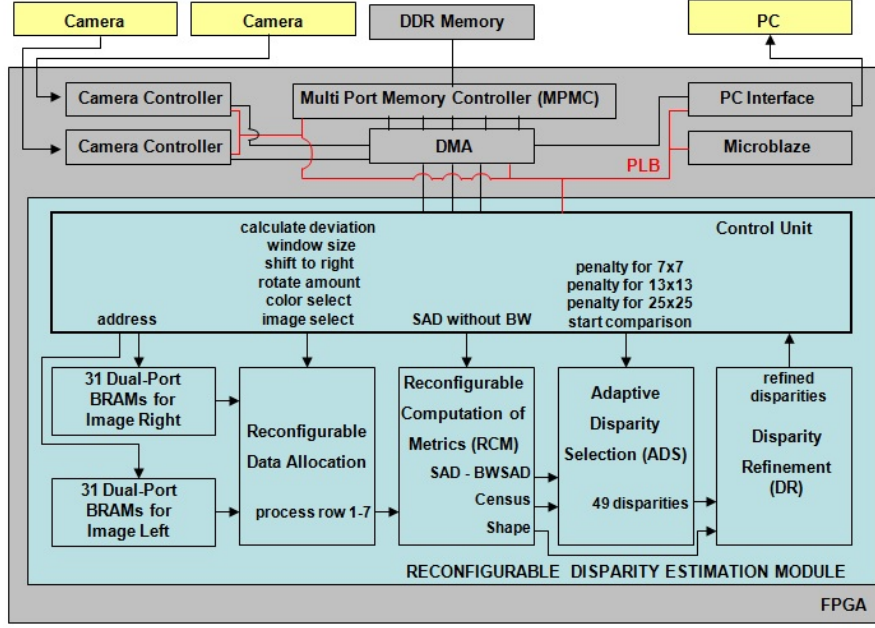 Camera
Camera
DDR Memory
PC
Camera Controller
Multi Port Memory Controller (MPMC)
PC Interface
Camera Controller
DMA
Microblaze
PLB
Control Unit
calculate deviation
window size
shift to right
rotate amount
color select
image select
address
SAD without BW
penalty for 7x7
penalty for 13x13
penalty for 25x25
start comparison
31 Dual-Port
BRAMs for
Image Right
31 Dual-Port
BRAMs for
Image Left
Reconfigurable
Data Allocation
process row 1-7
Reconfigurable
Computation of
Metrics (RCM)
SAD - BWSAD
Census
Shape
Adaptive
Disparity
Selection (ADS)
49 disparities
refined
disparities
Disparity
Refinement
(DR)
RECONFIGURABLE DISPARITY ESTIMATION MODULE
FPGA